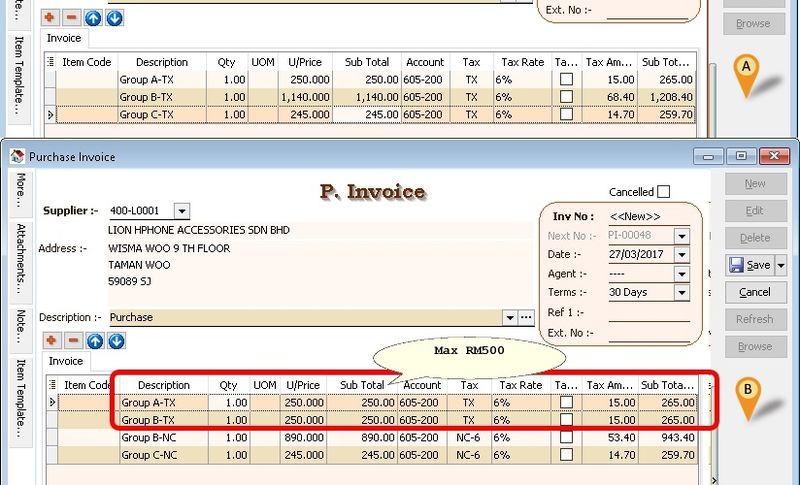 Ext. No :-
Browse
Invoice
Item Template...
Item Code Description Qty UOM U/Price Sub Total Account Tax Tax Rate Ta... Tax Am... Sub Tot...
Group A-TX 1.00 250.000 250.00 605-200 TX 6% 15.00 265.00
Group B-TX 1.00 1,140.000 1,140.00 605-200 TX 6% 68.40 1,208.40
Group C-TX 1.00 245.000 245.00 605-200 TX 6% 14.70 259.70
A
Purchase Invoice
P. Invoice
Cancelled
New
More...
Supplier :- 400-L0001
Inv No : <<New>>
Edit
LION HPHONE ACCESSORIES SDN BHD
Next No :- PI-00048
Delete
Attachments...
Address :- WISMA WOO 9 TH FLOOR
Date :- 27/03/2017
Save
TAMAN WOO
Agent :- ----
59089 SJ
Terms :- 30 Days
Cancel
Note...
Description :- Purchase
Ref 1 :-
Refresh
Ext. No :-
Browse
Item Template...
Invoice
Max RM500
Item Code Description Qty UOM U/Price Sub Total Account Tax Tax Rate Ta... Tax Am... Sub Tota...
Group A-TX 1.00 250.000 250.00 605-200 TX 6% 15.00 265.00
Group B-TX 1.00 250.000 250.00 605-200 TX 6% 15.00 265.00
Group B-NC 1.00 890.000 890.00 605-200 NC-6 6% 53.40 943.40
Group C-NC 1.00 245.000 245.00 605-200 NC-6 6% 14.70 259.70
B